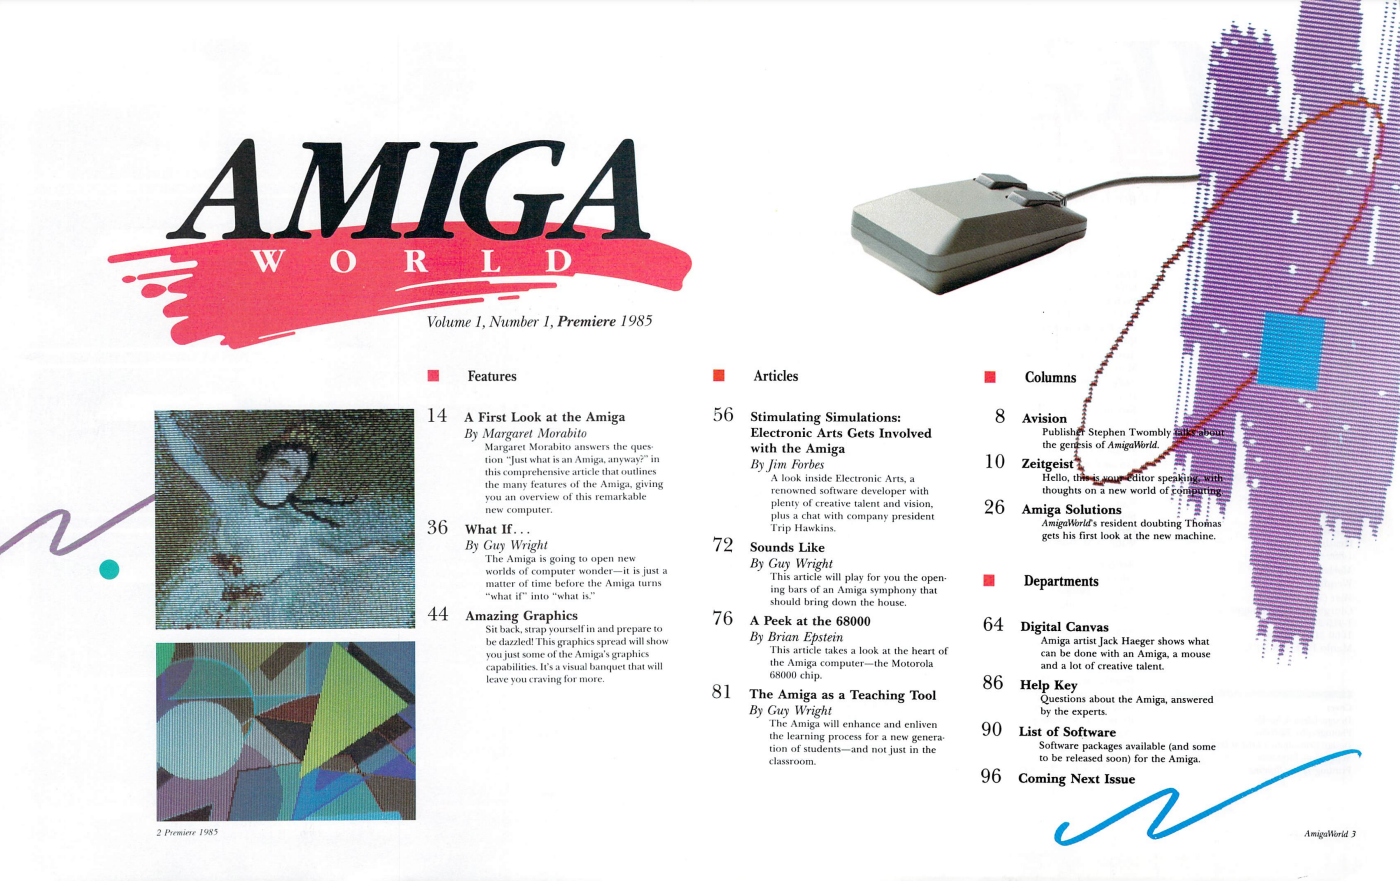 AMIGA
WORLD
Volume 1, Number 1, Premiere 1985
Features
14 A First Look at the Amiga
By Margaret Morabito
Margaret Morabito answers the ques-
tion "Just what is an Amiga, anyway?" in
this comprehensive article that outlines
the many features of the Amiga, giving
you an overview of this remarkable
new computer.
36 What If...
By Guy Wright
The Amiga is going to open new
worlds of computer wonder—it is just a
matter of time before the Amiga turns
"what if" into "what is."
44 Amazing Graphics
Sit back, strap yourself in and prepare to
be dazzled! This graphics spread will show
you just some of the Amiga's graphics
capabilities. It's a visual banquet that will
leave you craving for more.
2 Premiere 1985
Articles
56 Stimulating Simulations:
Electronic Arts Gets Involved
with the Amiga
By Jim Forbes
A look inside Electronic Arts, a
renowned software developer with
plenty of creative talent and vision,
plus a chat with company president
Trip Hawkins.
72 Sounds Like
By Guy Wright
This article will play for you the open-
ing bars of an Amiga symphony that
should bring down the house.
76 A Peek at the 68000
By Brian Epstein
This article takes a look at the heart of
the Amiga computer—the Motorola
68000 chip.
81 The Amiga as a Teaching Tool
By Guy Wright
The Amiga will enhance and enliven
the learning process for a new genera-
tion of students—and not just in the
classroom.
Columns
8 Avision
Publisher Stephen Twombly talks about
the genesis of AmigaWorld.
10 Zeitgeist
Hello, this is your editor speaking, with
thoughts on a new world of computing.
26 Amiga Solutions
AmigaWorld's resident doubting Thomas
gets his first look at the new machine.
Departments
64 Digital Canvas
Amiga artist Jack Haeger shows what
can be done with an Amiga, a mouse
and a lot of creative talent.
86 Help Key
Questions about the Amiga, answered
by the experts.
90 List of Software
Software packages available (and some
to be released soon) for the Amiga.
96 Coming Next Issue
AmigaWorld 3